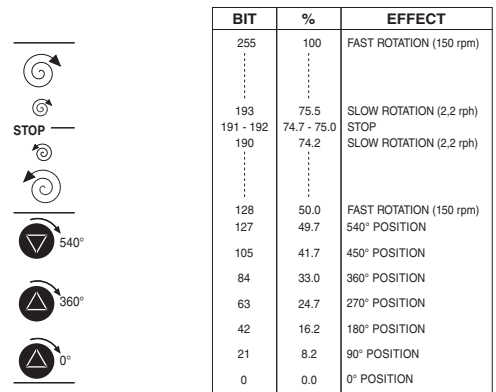 BIT % EFFECT
255 100 FAST ROTATION (150 rpm)
193 75.5 SLOW ROTATION (2,2 rph)
STOP 191 - 192 74.7 - 75.0 STOP
190 74.2 SLOW ROTATION (2,2 rph)
128 50.0 FAST ROTATION (150 rpm)
127 49.7 540° POSITION
540°
105 41.7 450° POSITION
84 33.0 360° POSITION
360° 63 24.7 270° POSITION
42 16.2 180° POSITION
21 8.2 90° POSITION
0°
0 0.0 0° POSITION